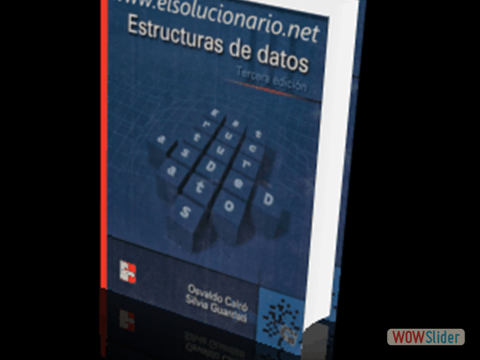 www.elsolucionario.net
Estructuras de datos
Tercera edición
Osvaldo Cairó
Silvia Guardati
WOWSlider